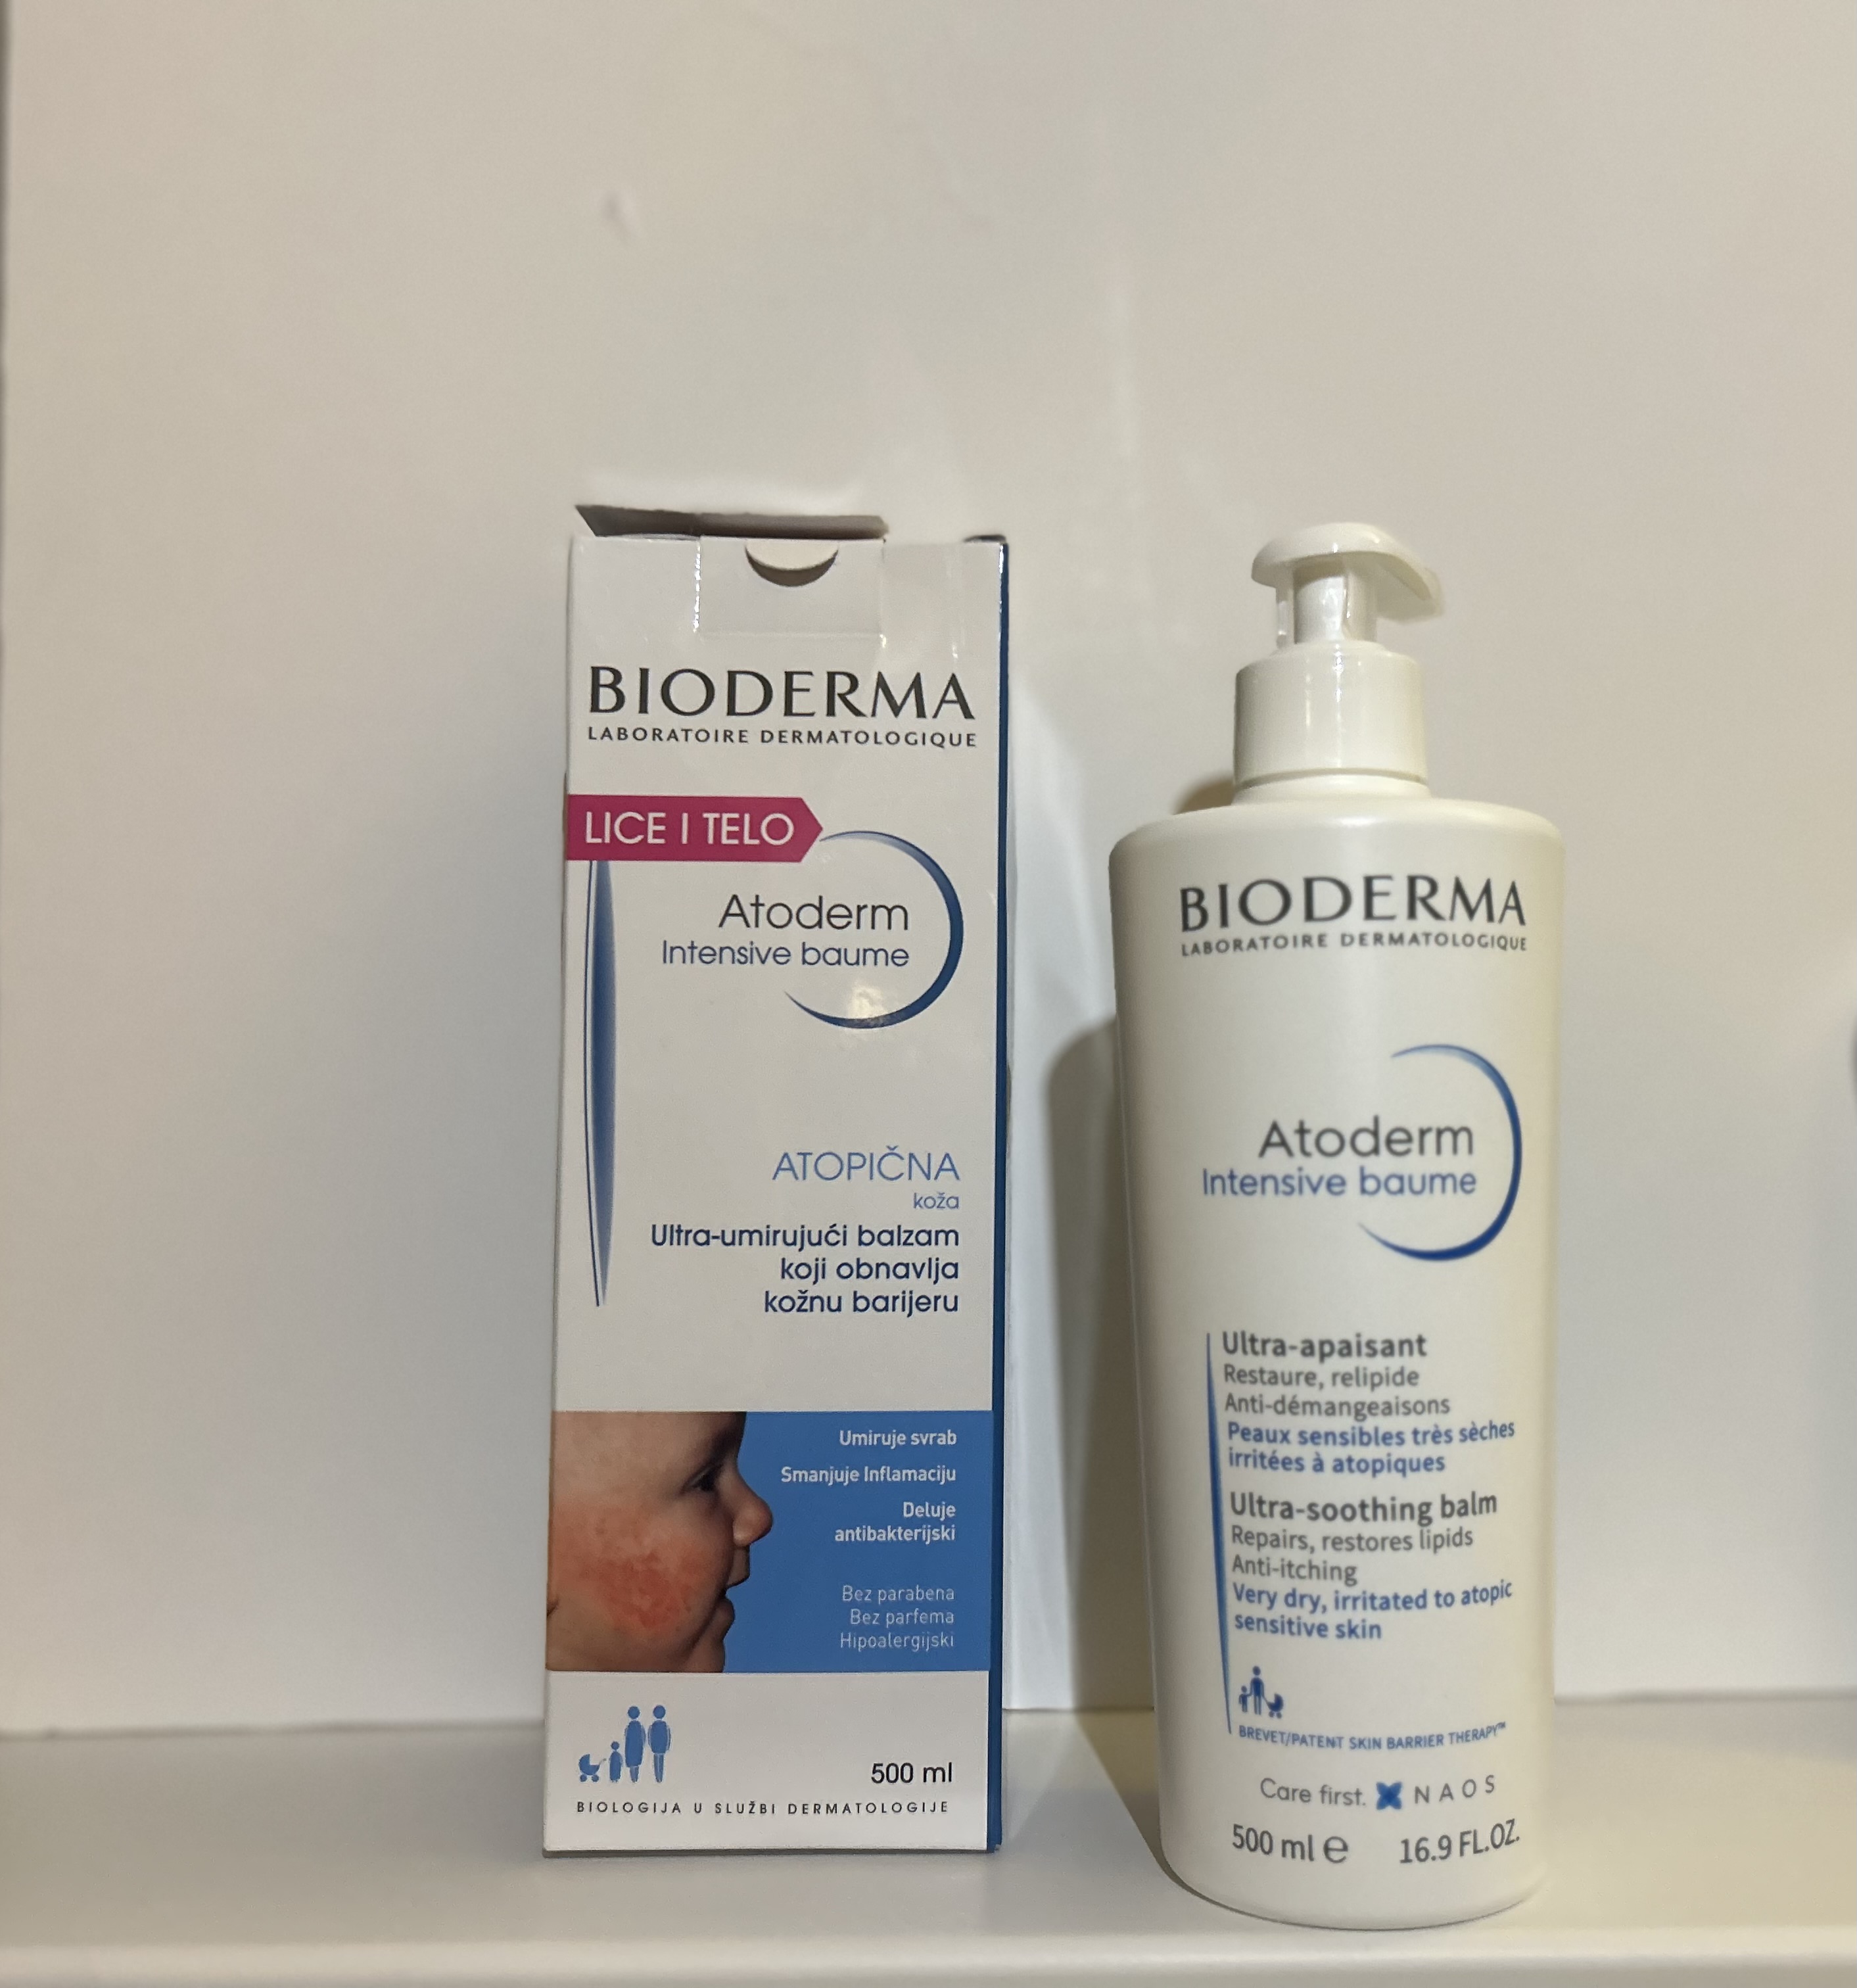 BIODERMA
LABORATOIRE DERMATOLOGIQUE
LICE I TELO
Atoderm
Intensive baume
ATOPIČNA
koža
Ultra-umirujući balzam
koji obnavlja
kožnu barijeru
Umiruje svrab
Smanjuje Inflamaciju
Deluje
antibakterijski
Bez parabena
Bez parfema
Hipoalergijski
500 ml
BIOLOGIJA U SLUŽBI DERMATOLOGIJE
BIODERMA
LABORATOIRE DERMATOLOGIQUE
Atoderm
Intensive baume
Ultra-apaisant
Restaure, relipide
Anti-démangeaisons
Peaux sensibles très sèches
irritées à atopiques
Ultra-soothing balm
Repairs, restores lipids
Anti-itching
Very dry, irritated to atopic
sensitive skin
BREVET/PATENT SKIN BARRIER THERAPY™
Care first. NAOS
500 ml e 16.9 FL.OZ.